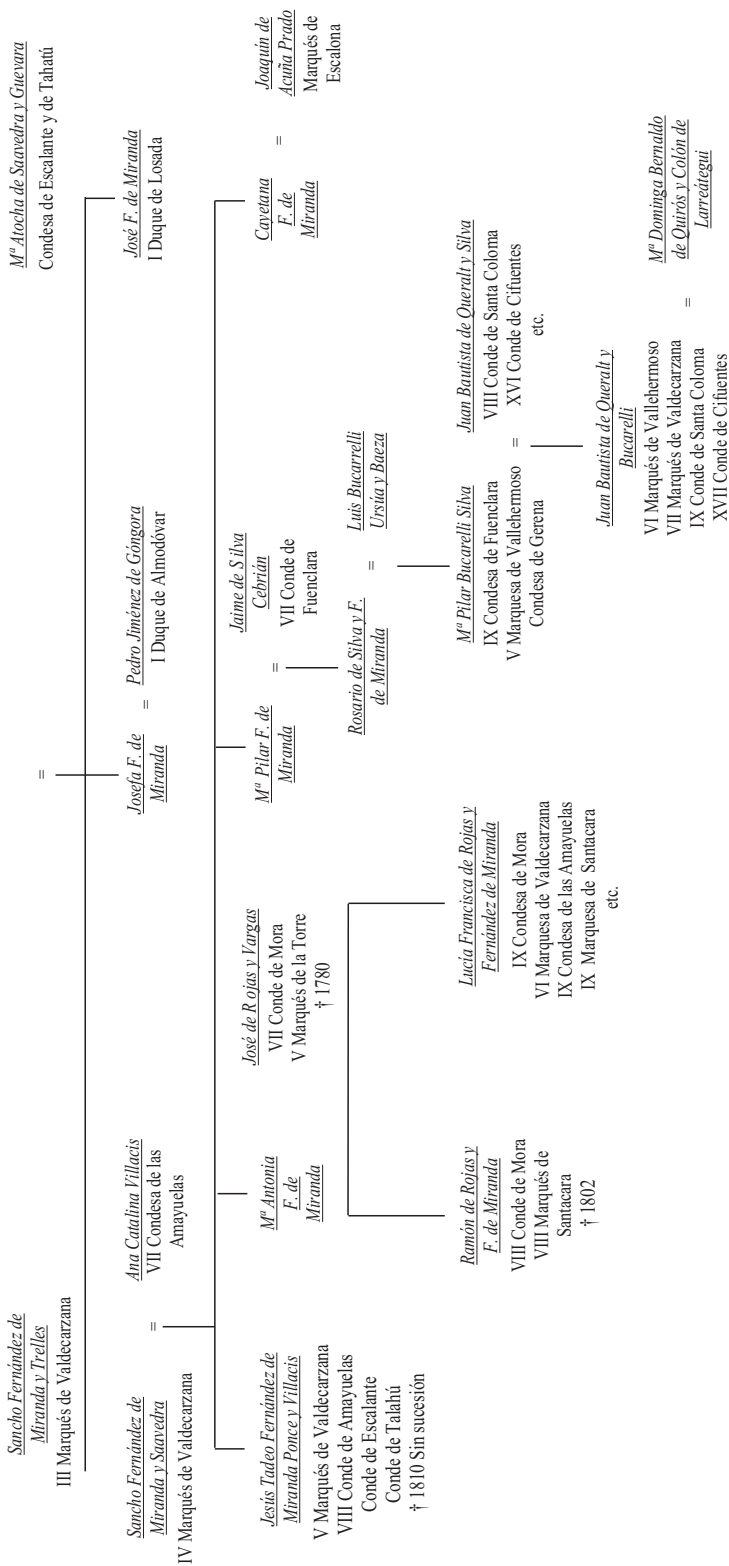 Sancho Fernández de
Miranda y Trelles
III Marqués de Valdecarzana
=
Mª Atocha de Saavedra y Guevara
Condesa de Escalante y de Tahatú
Sancho Fernández de
Miranda y Saavedra
IV Marqués de Valdecarzana
=
Ana Catalina Villacis
VII Condesa de las
Amayuelas
Josefa F. de
Miranda
=
Pedro Jiménez de Góngora
I Duque de Almodóvar
José F. de Miranda
I Duque de Losada
Jesús Tadeo Fernández de
Miranda Ponce y Villacis
V Marqués de Valdecarzana
VIII Conde de Amayuelas
Conde de Escalante
Conde de Talahú
† 1810 Sin sucesión
Mª Antonia
F. de
Miranda
José de Rojas y Vargas
VII Conde de Mora
V Marqués de la Torre
† 1780
Mª Pilar F. de
Miranda
=
Jaime de Silva
Cebrián
VII Conde de
Fuenclara
Cayetana
F. de
Miranda
=
Joaquín de
Acuña Prado
Marqués de
Escalona
Rosario de Silva y F.
de Miranda
=
Luis Bucarrelli
Ursúa y Baeza
Ramón de Rojas y
F. de Miranda
VIII Conde de Mora
VIII Marqués de
Santacara
† 1802
Lucía Francisca de Rojas y
Fernández de Miranda
IX Condesa de Mora
VI Marquesa de Valdecarzana
IX Condesa de las Amayuelas
IX Marquesa de Santacara
etc.
Mª Pilar Bucarelli Silva
IX Condesa de Fuenclara
V Marquesa de Vallehermoso
Condesa de Gerena
=
Juan Bautista de Queralt y Silva
VIII Conde de Santa Coloma
XVI Conde de Cifuentes
etc.
Juan Bautista de Queralt y
Bucarelli
VI Marqués de Vallehermoso
VII Marqués de Valdecarzana
IX Conde de Santa Coloma
XVII Conde de Cifuentes
=
Mª Dominga Bernaldo
de Quirós y Colón de
Larreátegui